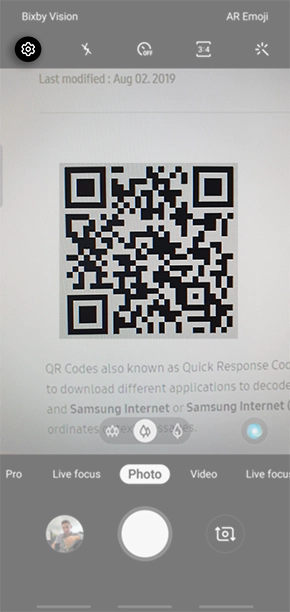 Bixby Vision AR Emoji
OFF 3:4
Last modified : Aug 02. 2019
QR Codes also known as Quick Response Cod
to download different applications to decode
and Samsung Internet or Samsung Internet (
ordinates
Pro Live focus Photo Video Live focus